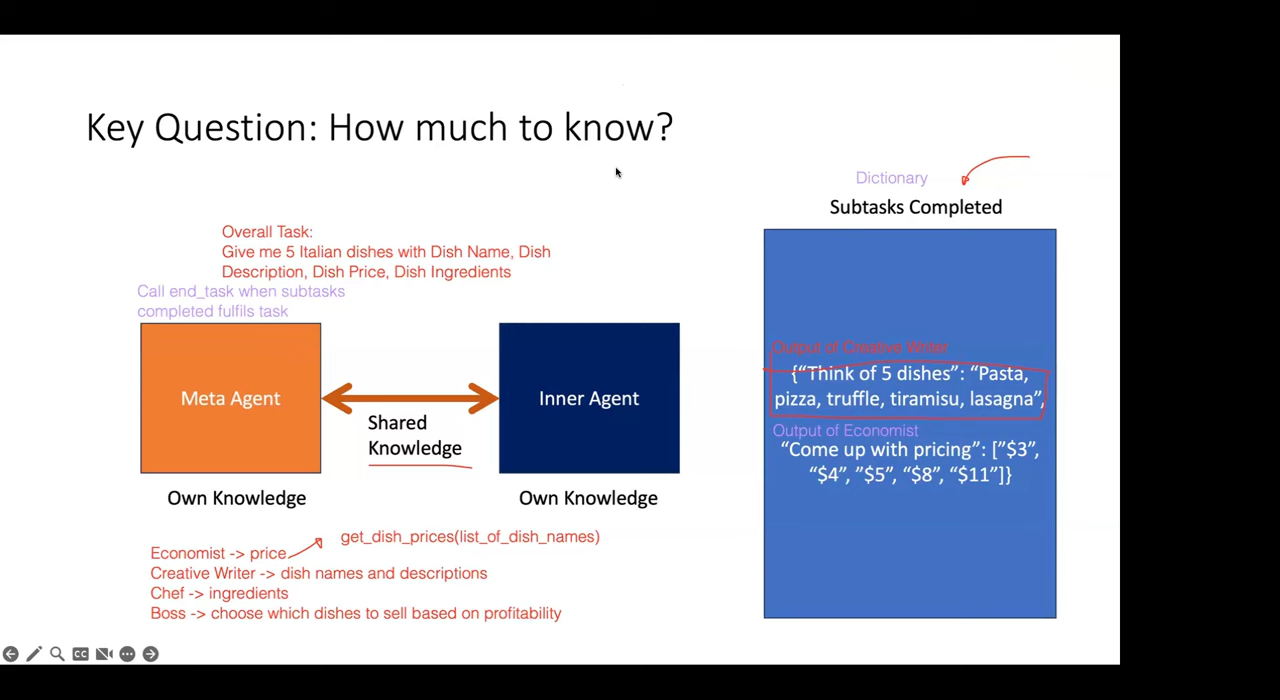 Key Question: How much to know?
Dictionary
Subtasks Completed
Overall Task:
Give me 5 Italian dishes with Dish Name, Dish
Description, Dish Price, Dish Ingredients
Call end_task when subtasks
completed fulfils task
Meta Agent
Shared
Knowledge
Inner Agent
Own Knowledge
Own Knowledge
Output of Creative Writer
{“Think of 5 dishes”: “Pasta,
pizza, truffle, tiramisu, lasagna”,
Output of Economist
“Come up with pricing”: [”$3”,
“$4”, ”$5”, “$8”, “$11”]}
get_dish_prices(list_of_dish_names)
Economist -> price
Creative Writer -> dish names and descriptions
Chef -> ingredients
Boss -> choose which dishes to sell based on profitability
CC